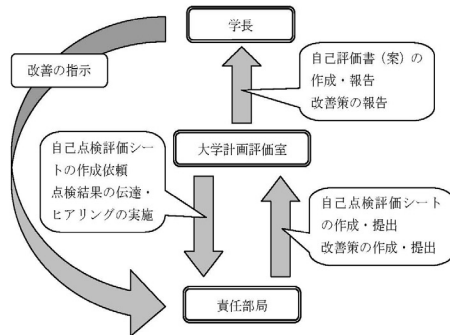 学長
改善の指示
自己評価書（案）の
作成・報告
改善策の報告
自己点検評価シー
トの作成依頼
点検結果の伝達・
ヒアリングの実施
大学計画評価室
自己点検評価シート
の作成・提出
改善策の作成・提出
責任部局